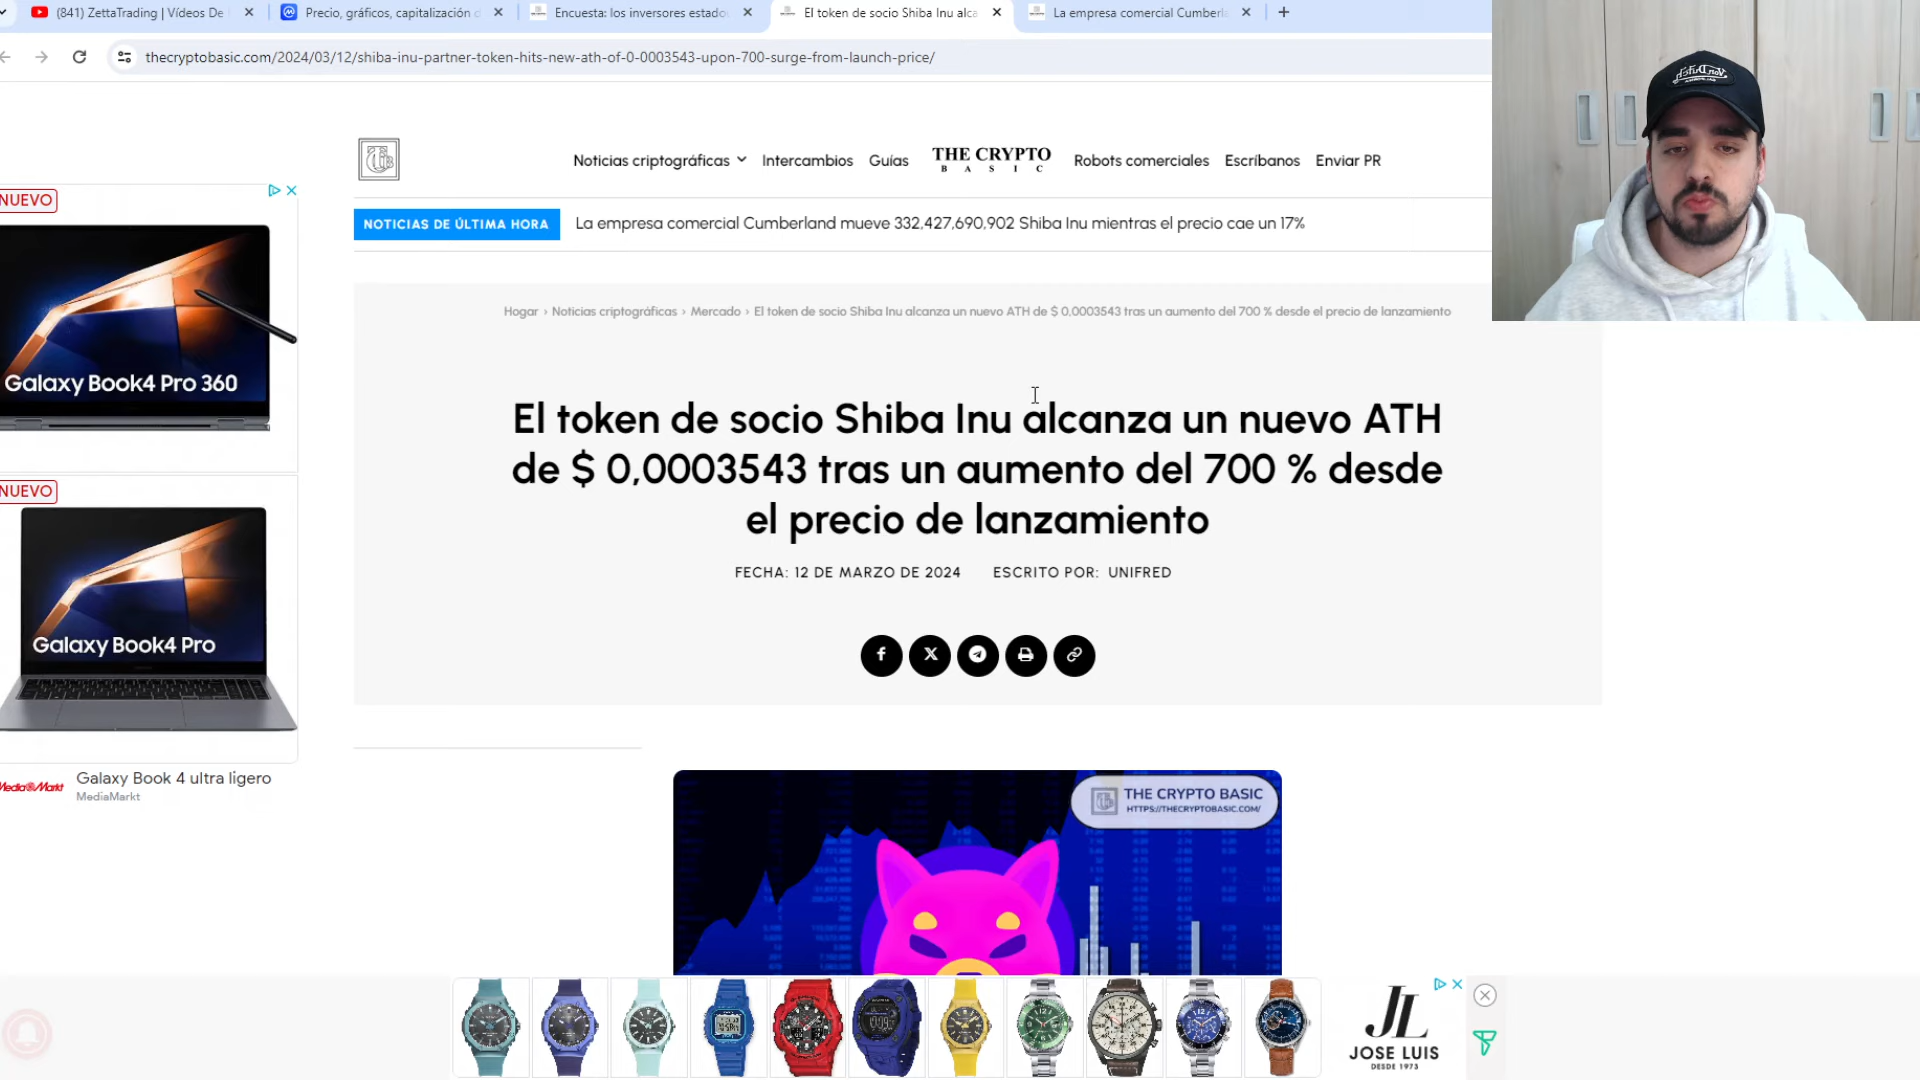 (841) ZettaTrading | Vídeos De
Precio, gráficos, capitalización d
Encuesta: los inversores estado
El token de socio Shiba Inu alca
La empresa comercial Cumberla
thecryptobasic.com/2024/03/12/shiba-inu-partner-token-hits-new-ath-of-0-0003543-upon-700-surge-from-launch-price/
Von Dutch
Noticias criptográficas
Intercambios
Guías
THE CRYPTO
BASIC
Robots comerciales
Escríbanos
Enviar PR
NOTICIAS DE ÚLTIMA HORA
La empresa comercial Cumberland mueve 332,427,690,902 Shiba Inu mientras el precio cae un 17%
Hogar › Noticias criptográficas › Mercado › El token de socio Shiba Inu alcanza un nuevo ATH de $ 0,0003543 tras un aumento del 700 % desde el precio de lanzamiento
El token de socio Shiba Inu alcanza un nuevo ATH
de $ 0,0003543 tras un aumento del 700 % desde
el precio de lanzamiento
FECHA: 12 DE MARZO DE 2024
ESCRITO POR: UNIFRED
NUEVO
Galaxy Book4 Pro 360
NUEVO
Galaxy Book4 Pro
MediaMarkt
Galaxy Book 4 ultra ligero
MediaMarkt
THE CRYPTO BASIC
HTTPS://THECRYPTOBASIC.COM/
JL
JOSE LUIS
DESDE 1973